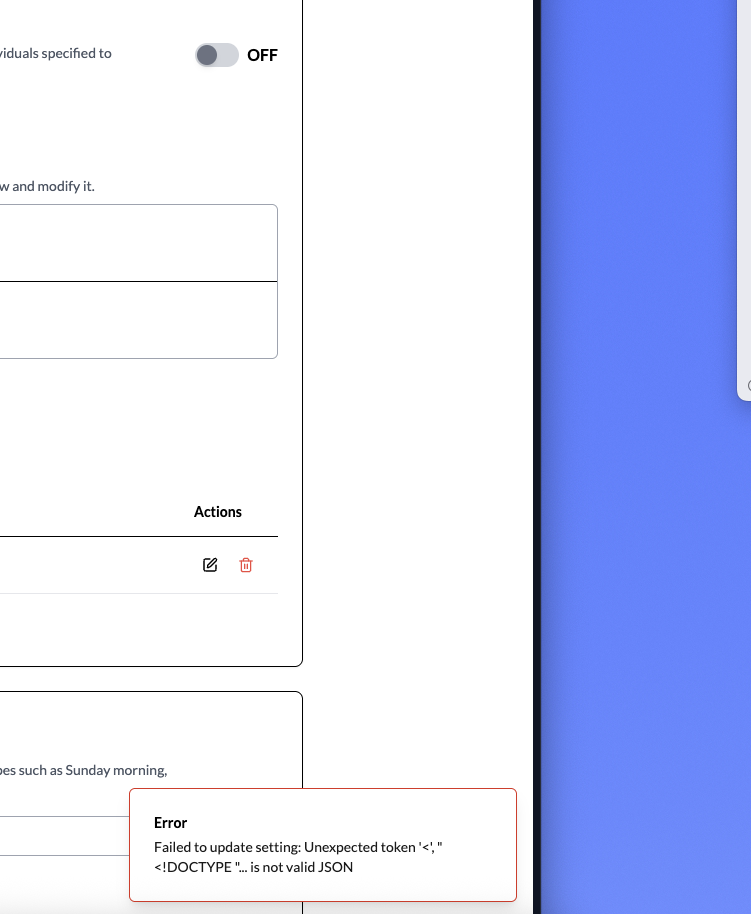 viduals specified to
OFF
w and modify it.
Actions
pes such as Sunday morning,
Error
Failed to update setting: Unexpected token '<', "
<!DOCTYPE "... is not valid JSON